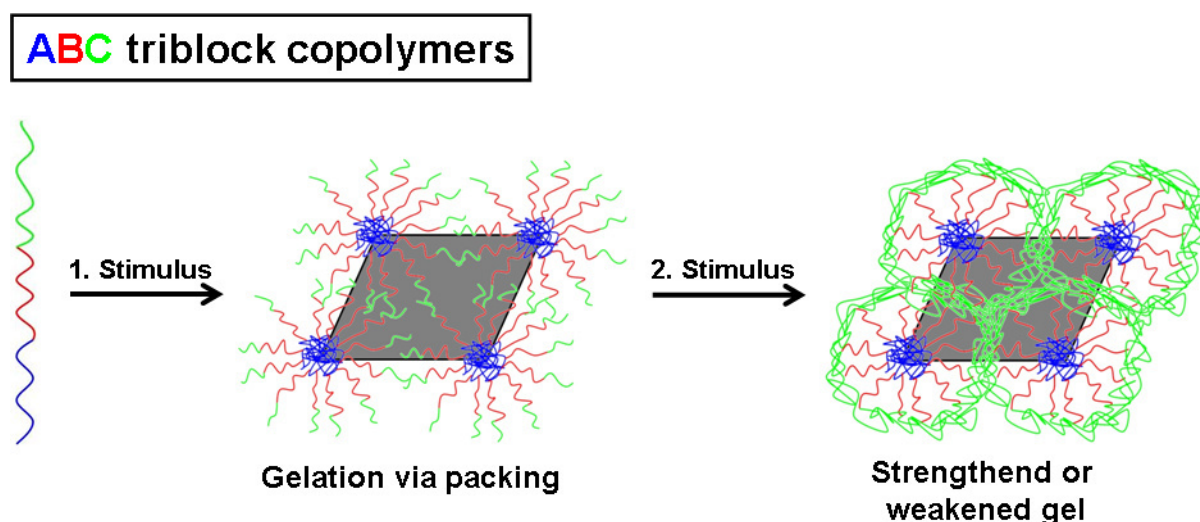 ABC triblock copolymers
1. Stimulus
2. Stimulus
Gelation via packing
Strengthend or
weakened gel